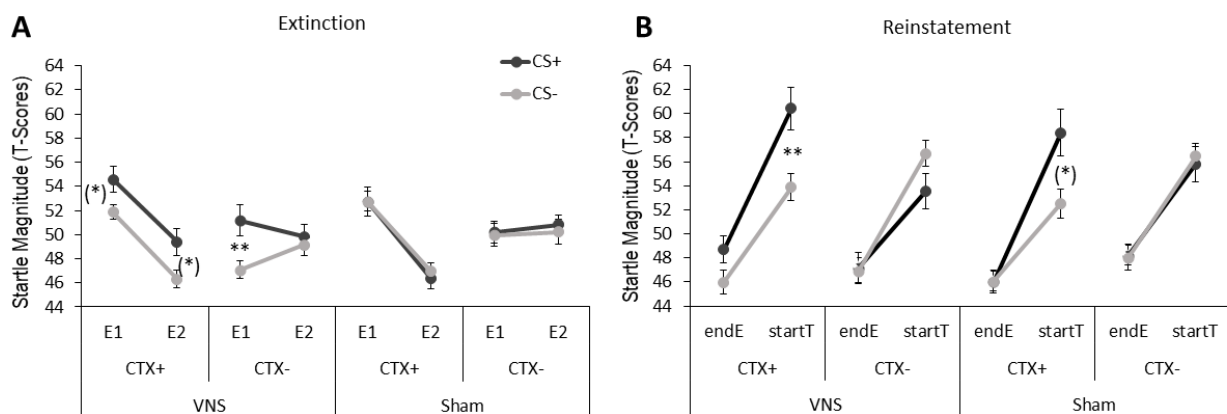 A
Extinction
CS+
CS-
Startle Magnitude (T-Scores)
64
62
60
58
56
54
52
50
48
46
44
(*)
(*)
**
E1 E2 E1 E2 E1 E2 E1 E2
CTX+ CTX- CTX+ CTX-
VNS Sham
B
Reinstatement
Startle Magnitude (T-Scores)
64
62
60
58
56
54
52
50
48
46
44
**
(*)
endE startT endE startT endE startT endE startT
CTX+ CTX- CTX+ CTX-
VNS Sham